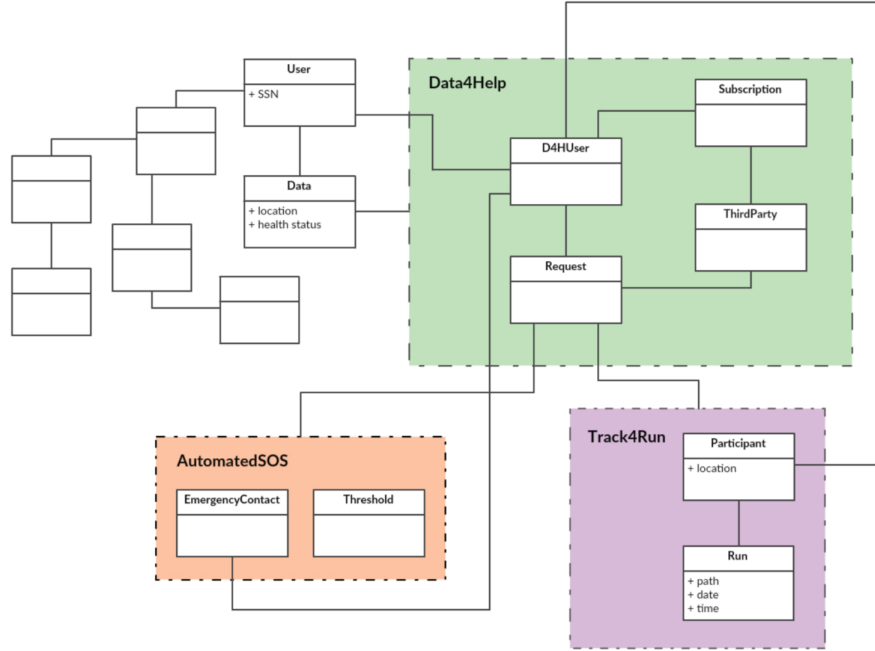 User
+ SSN
Data
+ location
+ health status
Data4Help
Subscription
D4HUser
ThirdParty
Request
AutomatedSOS
EmergencyContact
Threshold
Track4Run
Participant
+ location
Run
+ path
+ date
+ time